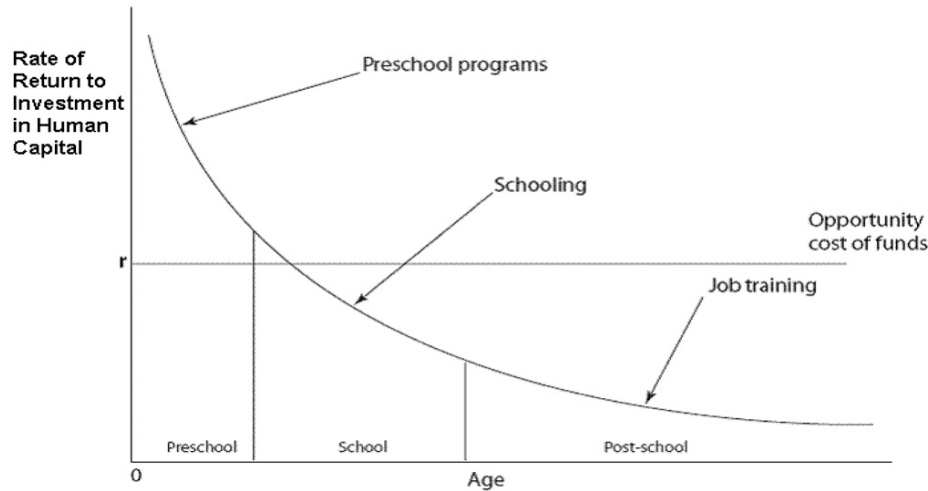 Rate of
Return to
Investment
in Human
Capital
Preschool programs
Schooling
Opportunity
cost of funds
r
Job training
Preschool
School
Post-school
0
Age